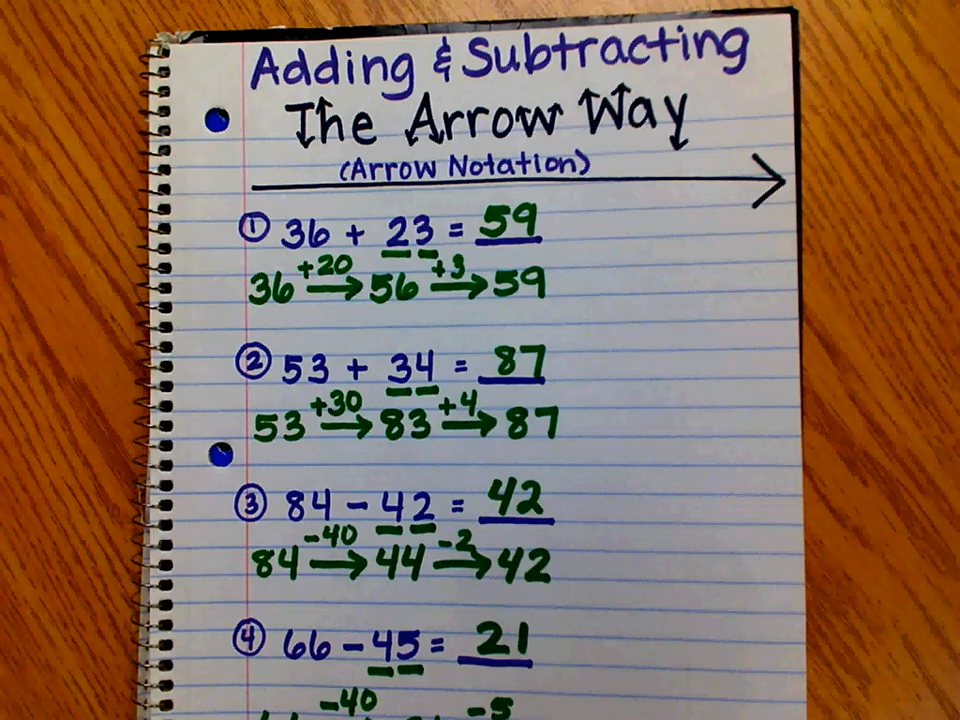 Adding & Subtracting
The Arrow Way
(Arrow Notation)
① 36 + 23 = 59
+20 +3
36 → 56 → 59
② 53 + 34 = 87
+30 +4
53 → 83 → 87
③ 84 - 42 = 42
-40 -2
84 → 44 → 42
④ 66 - 45 = 21
-40 -5